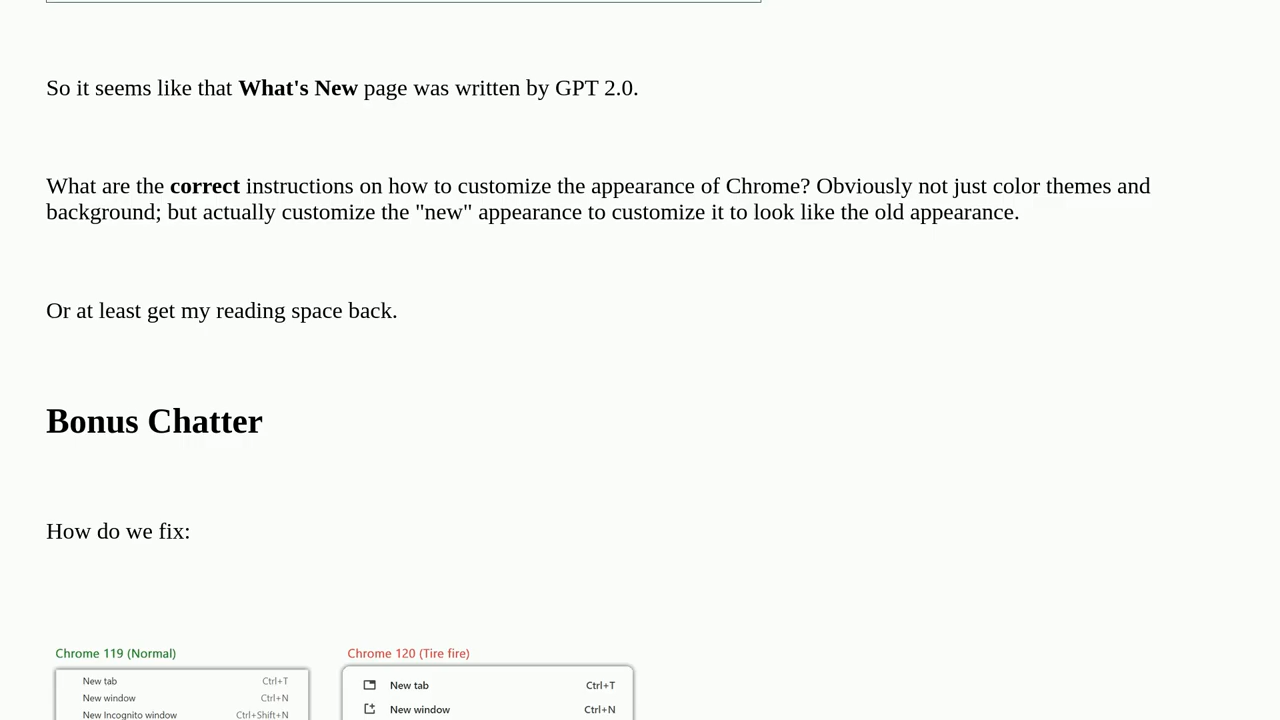 So it seems like that What's New page was written by GPT 2.0.
What are the correct instructions on how to customize the appearance of Chrome? Obviously not just color themes and
background; but actually customize the "new" appearance to customize it to look like the old appearance.
Or at least get my reading space back.
Bonus Chatter
How do we fix:
Chrome 119 (Normal)
New tab Ctrl+T
New window Ctrl+N
New Incognito window Ctrl+Shift+N
Chrome 120 (Tire fire)
New tab Ctrl+T
New window Ctrl+N